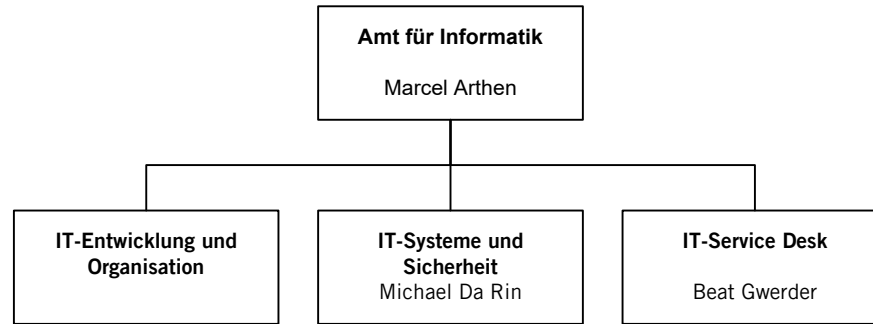 Amt für Informatik
Marcel Arthen
IT-Entwicklung und
Organisation
IT-Systeme und
Sicherheit
Michael Da Rin
IT-Service Desk
Beat Gwerder